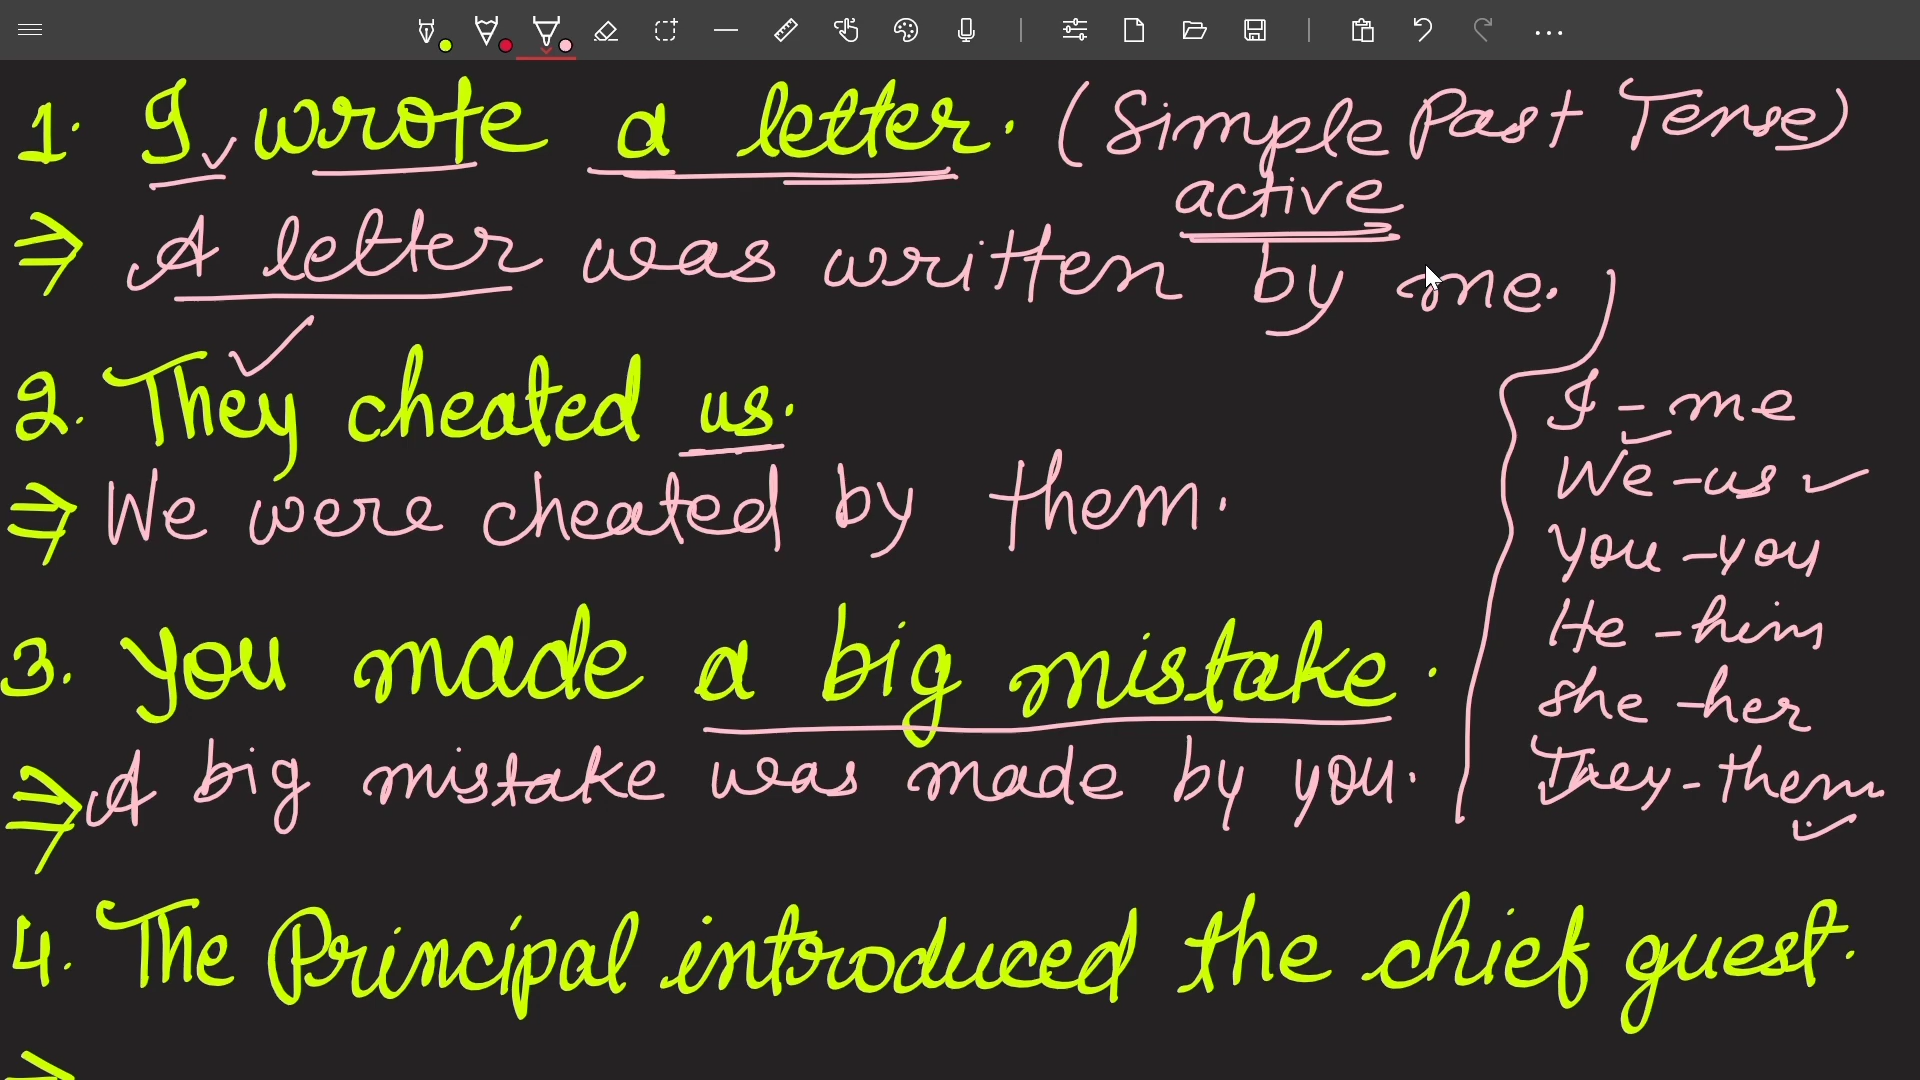 1. I wrote a letter. (Simple Past Tense)
active
⇒ A letter was written by me.
2. They cheated us.
⇒ We were cheated by them.
3. You made a big mistake.
⇒ A big mistake was made by you.
4. The Principal introduced the chief guest.
⇒
I - me
We - us ✓
You - you
He - him
She - her
They - them